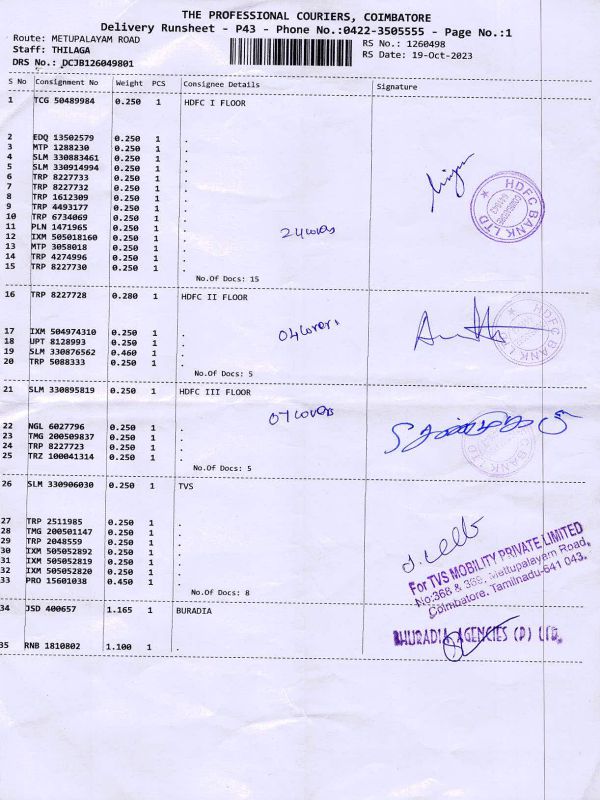 THE PROFESSIONAL COURIERS, COIMBATORE
Delivery Runsheet - P43 - Phone No.:0422-3505555 - Page No.:1
Route: METUPALAYAM ROAD
RS No.: 1260498
Staff: THILAGA
RS Date: 19-Oct-2023
DRS No.: DCJB126049801
S No Consignment No Weight PCS Consignee Details Signature
1 TCG 50489984 0.250 1 HDFC I FLOOR
2 EDQ 13502579 0.250 1 .
3 MTP 1288230 0.250 1 .
4 SLM 330883461 0.250 1 .
5 SLM 330914994 0.250 1 .
6 TRP 8227733 0.250 1 .
7 TRP 8227732 0.250 1 .
8 TRP 1612309 0.250 1 .
9 TRP 4493177 0.250 1 .
10 TRP 6734069 0.250 1 .
11 PLN 1471965 0.250 1 .
12 IXM 505018160 0.250 1 .
13 MTP 3058018 0.250 1 .
14 TRP 4274996 0.250 1 .
15 TRP 8227730 0.250 1 .
24 covers
HDFC BANK LTD
No.Of Docs: 15
16 TRP 8227728 0.280 1 HDFC II FLOOR
17 IXM 504974310 0.250 1 .
18 UPT 8128993 0.250 1 .
19 SLM 330876562 0.460 1 .
20 TRP 5088333 0.250 1 .
04 covers
HDFC BANK LTD
No.Of Docs: 5
21 SLM 330895819 0.250 1 HDFC III FLOOR
07 covers
22 NGL 6027796 0.250 1 .
23 TMG 200509837 0.250 1 .
24 TRP 8227723 0.250 1 .
25 TRZ 100041314 0.250 1 .
BANK LTD
No.Of Docs: 5
26 SLM 330906030 0.250 1 TVS
27 TRP 2511985 0.250 1 .
28 TMG 200501147 0.250 1 .
29 TRP 2048559 0.250 1 .
30 IXM 505052892 0.250 1 .
31 IXM 505052819 0.250 1 .
32 IXM 505052820 0.250 1 .
33 PRO 15601038 0.450 1 .
No.Of Docs: 8
For TVS MOBILITY PRIVATE LIMITED
No:368 & 369, Mettupalayam Road,
Coimbatore, Tamilnadu-641 043.
34 JSD 400657 1.165 1 BURADIA
BHURADIA AGENCIES (P) LTD.
35 RNB 1810802 1.100 1 .